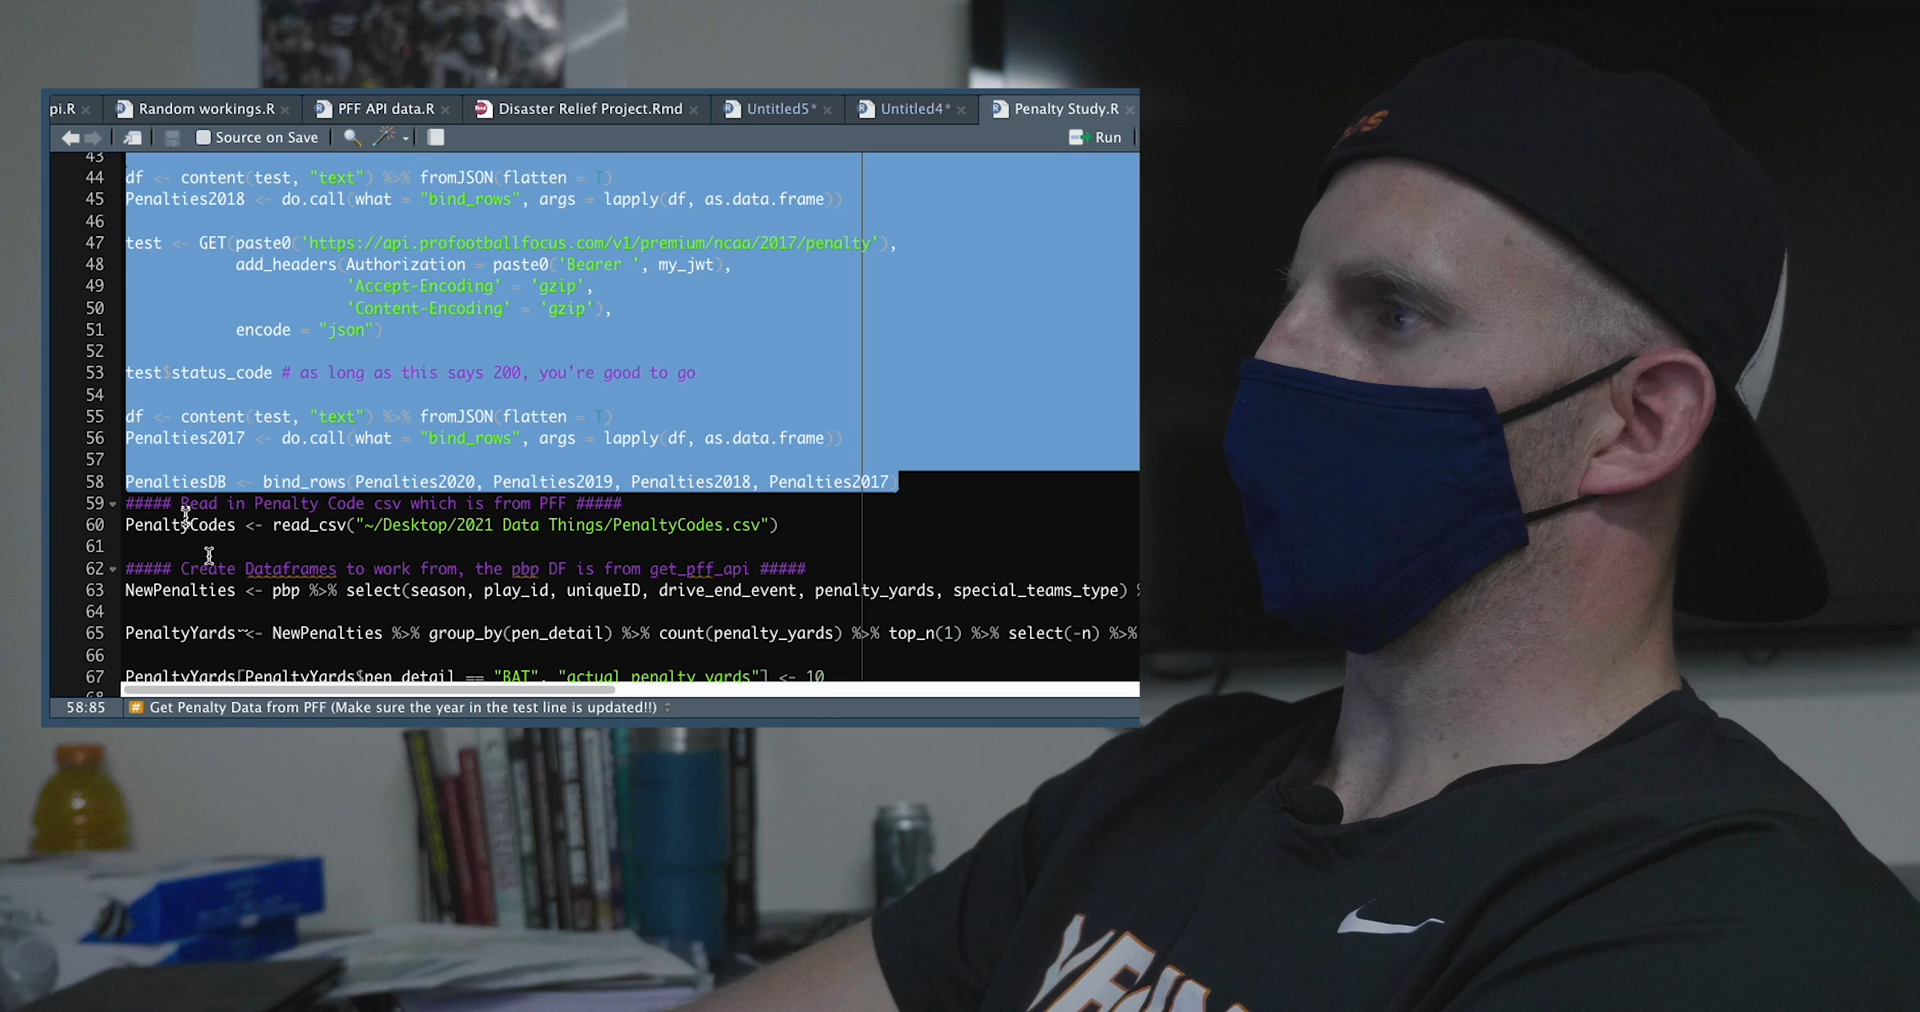 pi.R Random workings.R PFF API data.R Disaster Relief Project.Rmd Untitled5* Untitled4* Penalty Study.R
Source on Save Run
43
44 df <- content(test, "text") %>% fromJSON(flatten = T)
45 Penalties2018 <- do.call(what = "bind_rows", args = lapply(df, as.data.frame))
46
47 test <- GET(paste0('https://api.profootballfocus.com/v1/premium/ncaa/2017/penalty'),
48 add_headers(Authorization = paste0('Bearer ', my_jwt),
49 'Accept-Encoding' = 'gzip',
50 'Content-Encoding' = 'gzip'),
51 encode = "json")
52
53 test$status_code # as long as this says 200, you're good to go
54
55 df <- content(test, "text") %>% fromJSON(flatten = T)
56 Penalties2017 <- do.call(what = "bind_rows", args = lapply(df, as.data.frame))
57
58 PenaltiesDB <- bind_rows(Penalties2020, Penalties2019, Penalties2018, Penalties2017)
59 ##### Read in Penalty Code csv which is from PFF #####
60 PenaltyCodes <- read_csv("~/Desktop/2021 Data Things/PenaltyCodes.csv")
61
62 ##### Create Dataframes to work from, the pbp DF is from get_pff_api #####
63 NewPenalties <- pbp %>% select(season, play_id, uniqueID, drive_end_event, penalty_yards, special_teams_type) %
64
65 PenaltyYards <- NewPenalties %>% group_by(pen_detail) %>% count(penalty_yards) %>% top_n(1) %>% select(-n) %>%
66
67 PenaltyYards[PenaltyYards$pen_detail == "BAT", "actual_penalty_yards"] <- 10
68
58:85 # Get Penalty Data from PFF (Make sure the year in the test line is updated!!)